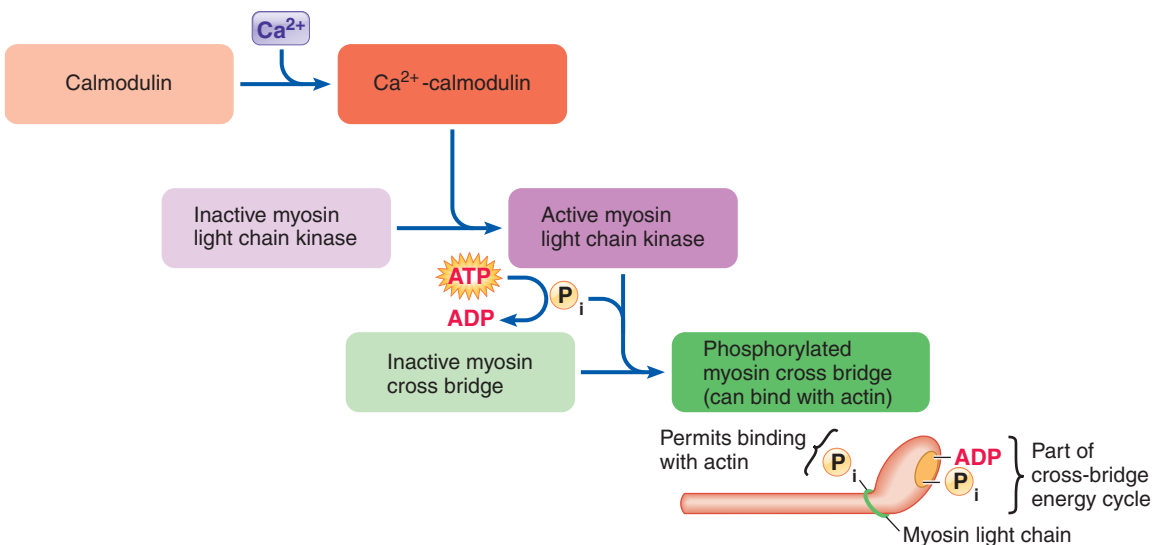 Ca2+
Calmodulin
Ca2+-calmodulin
Inactive myosin
light chain kinase
Active myosin
light chain kinase
ATP
Pi
ADP
Inactive myosin
cross bridge
Phosphorylated
myosin cross bridge
(can bind with actin)
Permits binding
with actin
Pi
ADP
Pi
Part of
cross-bridge
energy cycle
Myosin light chain